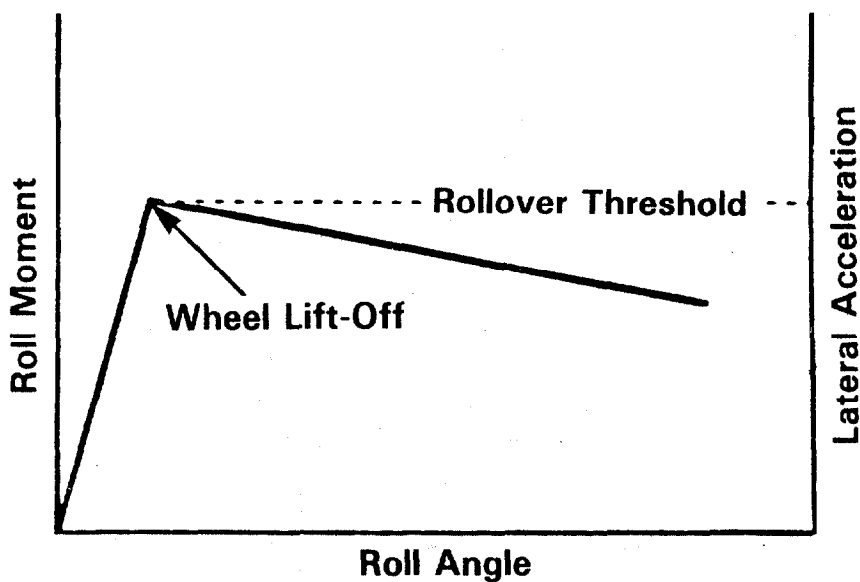 Roll Moment
Rollover Threshold
Wheel Lift-Off
Lateral Acceleration
Roll Angle